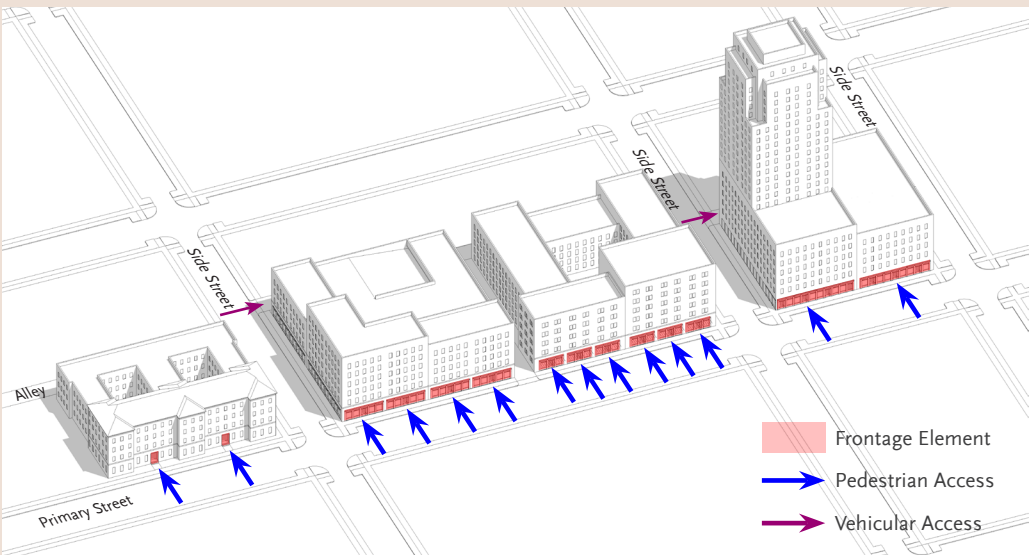 Side Street
Side Street
Side Street
Alley
Primary Street
Frontage Element
Pedestrian Access
Vehicular Access